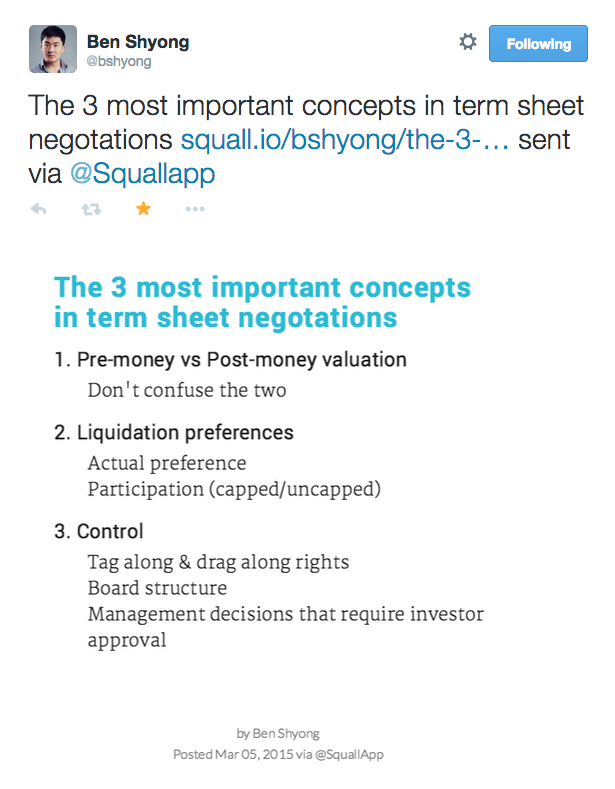 Ben Shyong
@bshyong
Following
The 3 most important concepts in term sheet
negotations squall.io/bshyong/the-3-… sent
via @Squallapp
The 3 most important concepts
in term sheet negotations
1. Pre-money vs Post-money valuation
Don't confuse the two
2. Liquidation preferences
Actual preference
Participation (capped/uncapped)
3. Control
Tag along & drag along rights
Board structure
Management decisions that require investor
approval
by Ben Shyong
Posted Mar 05, 2015 via @SquallApp